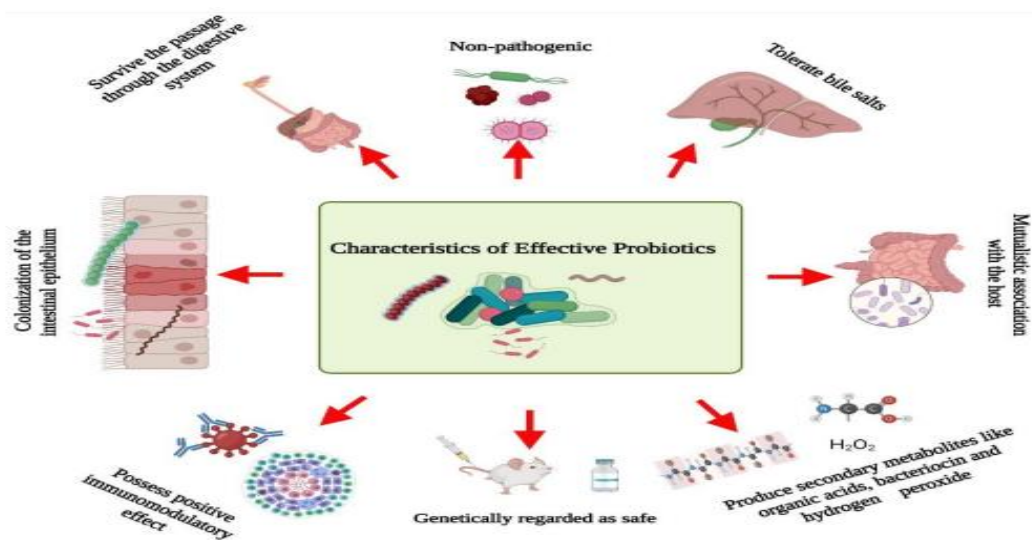 Survive the passage
through the digestive
system
Non-pathogenic
Tolerate bile salts
Colonization of the
intestinal epithelium
Characteristics of Effective Probiotics
Mutualistic association
with the host
Possess positive
immunomodulatory
effect
Genetically regarded as safe
H₂O₂
Produce secondary metabolites like
organic acids, bacteriocin and
hydrogen peroxide